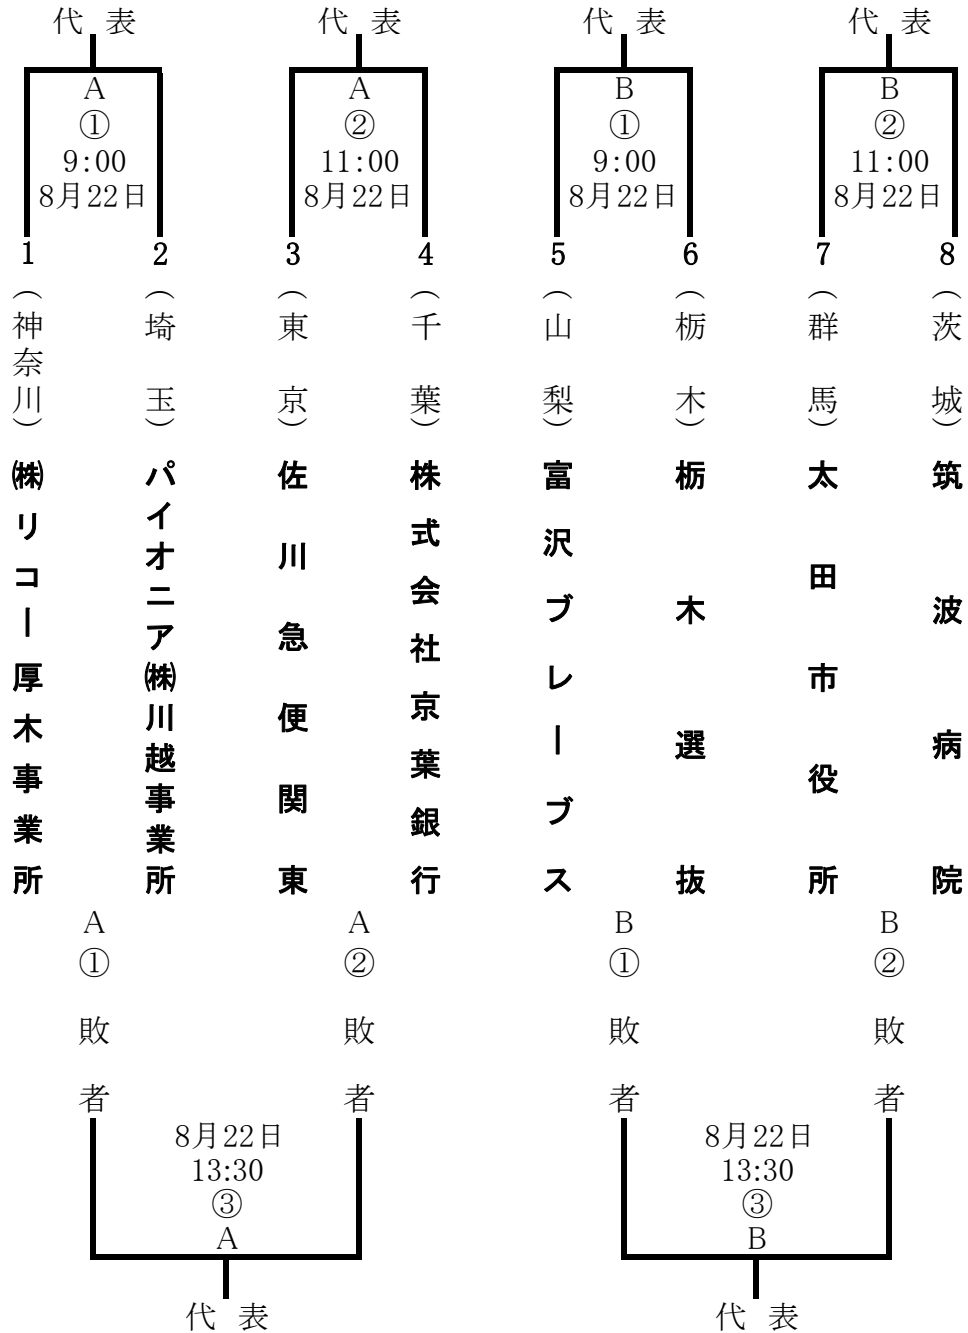 代 表
代 表
代 表
代 表
A
①
9:00
8月22日
A
②
11:00
8月22日
B
①
9:00
8月22日
B
②
11:00
8月22日
1
(神奈川)
㈱リコー厚木事業所
2
(埼玉)
パイオニア㈱川越事業所
3
(東京)
佐川急便関東
4
(千葉)
株式会社京葉銀行
5
(山梨)
富沢ブレーブス
6
(栃木)
栃木選抜
7
(群馬)
太田市役所
8
(茨城)
筑波病院
A①敗者
A②敗者
B①敗者
B②敗者
8月22日
13:30
③
A
8月22日
13:30
③
B
代 表
代 表